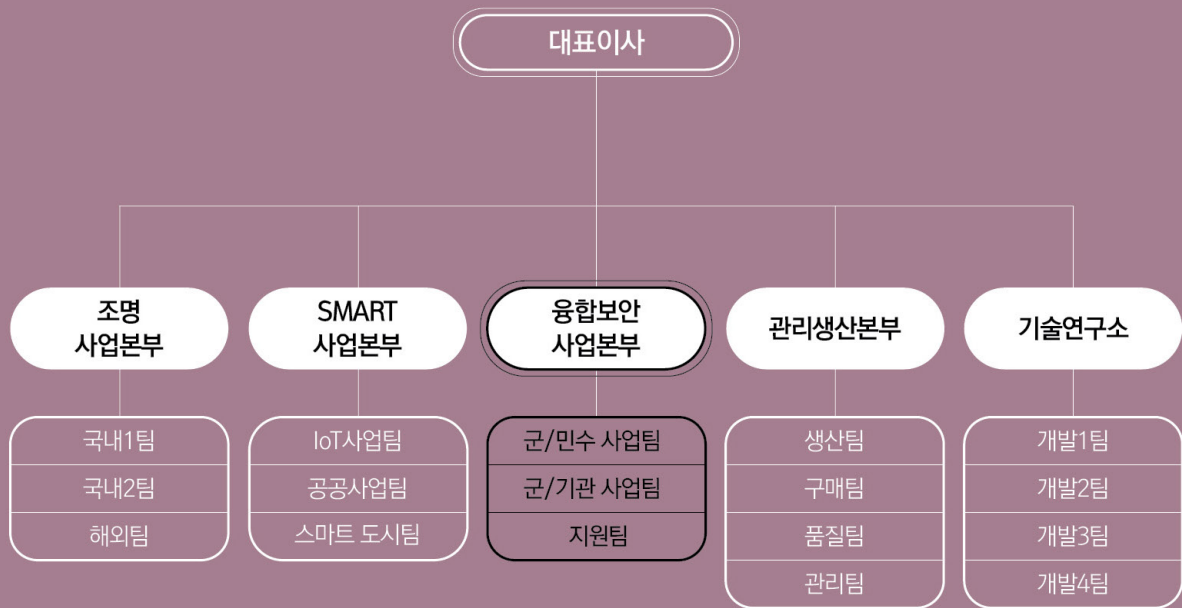 대표이사
조명
사업본부
SMART
사업본부
융합보안
사업본부
관리생산본부
기술연구소
국내1팀
국내2팀
해외팀
IoT사업팀
공공사업팀
스마트 도시팀
군/민수 사업팀
군/기관 사업팀
지원팀
생산팀
구매팀
품질팀
관리팀
개발1팀
개발2팀
개발3팀
개발4팀